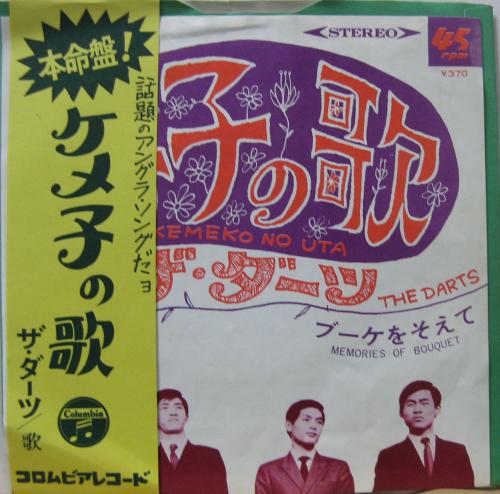 本命盤!
話題のアングラ・ソングだョ
ケメ子の歌
ザ・ダーツ/歌
Columbia
コロムビアレコード
STEREO
45
rpm
¥370
子の歌
KEMEKO NO UTA
ド・ダーツ
THE DARTS
ブーケをそえて
MEMORIES OF BOUQUET